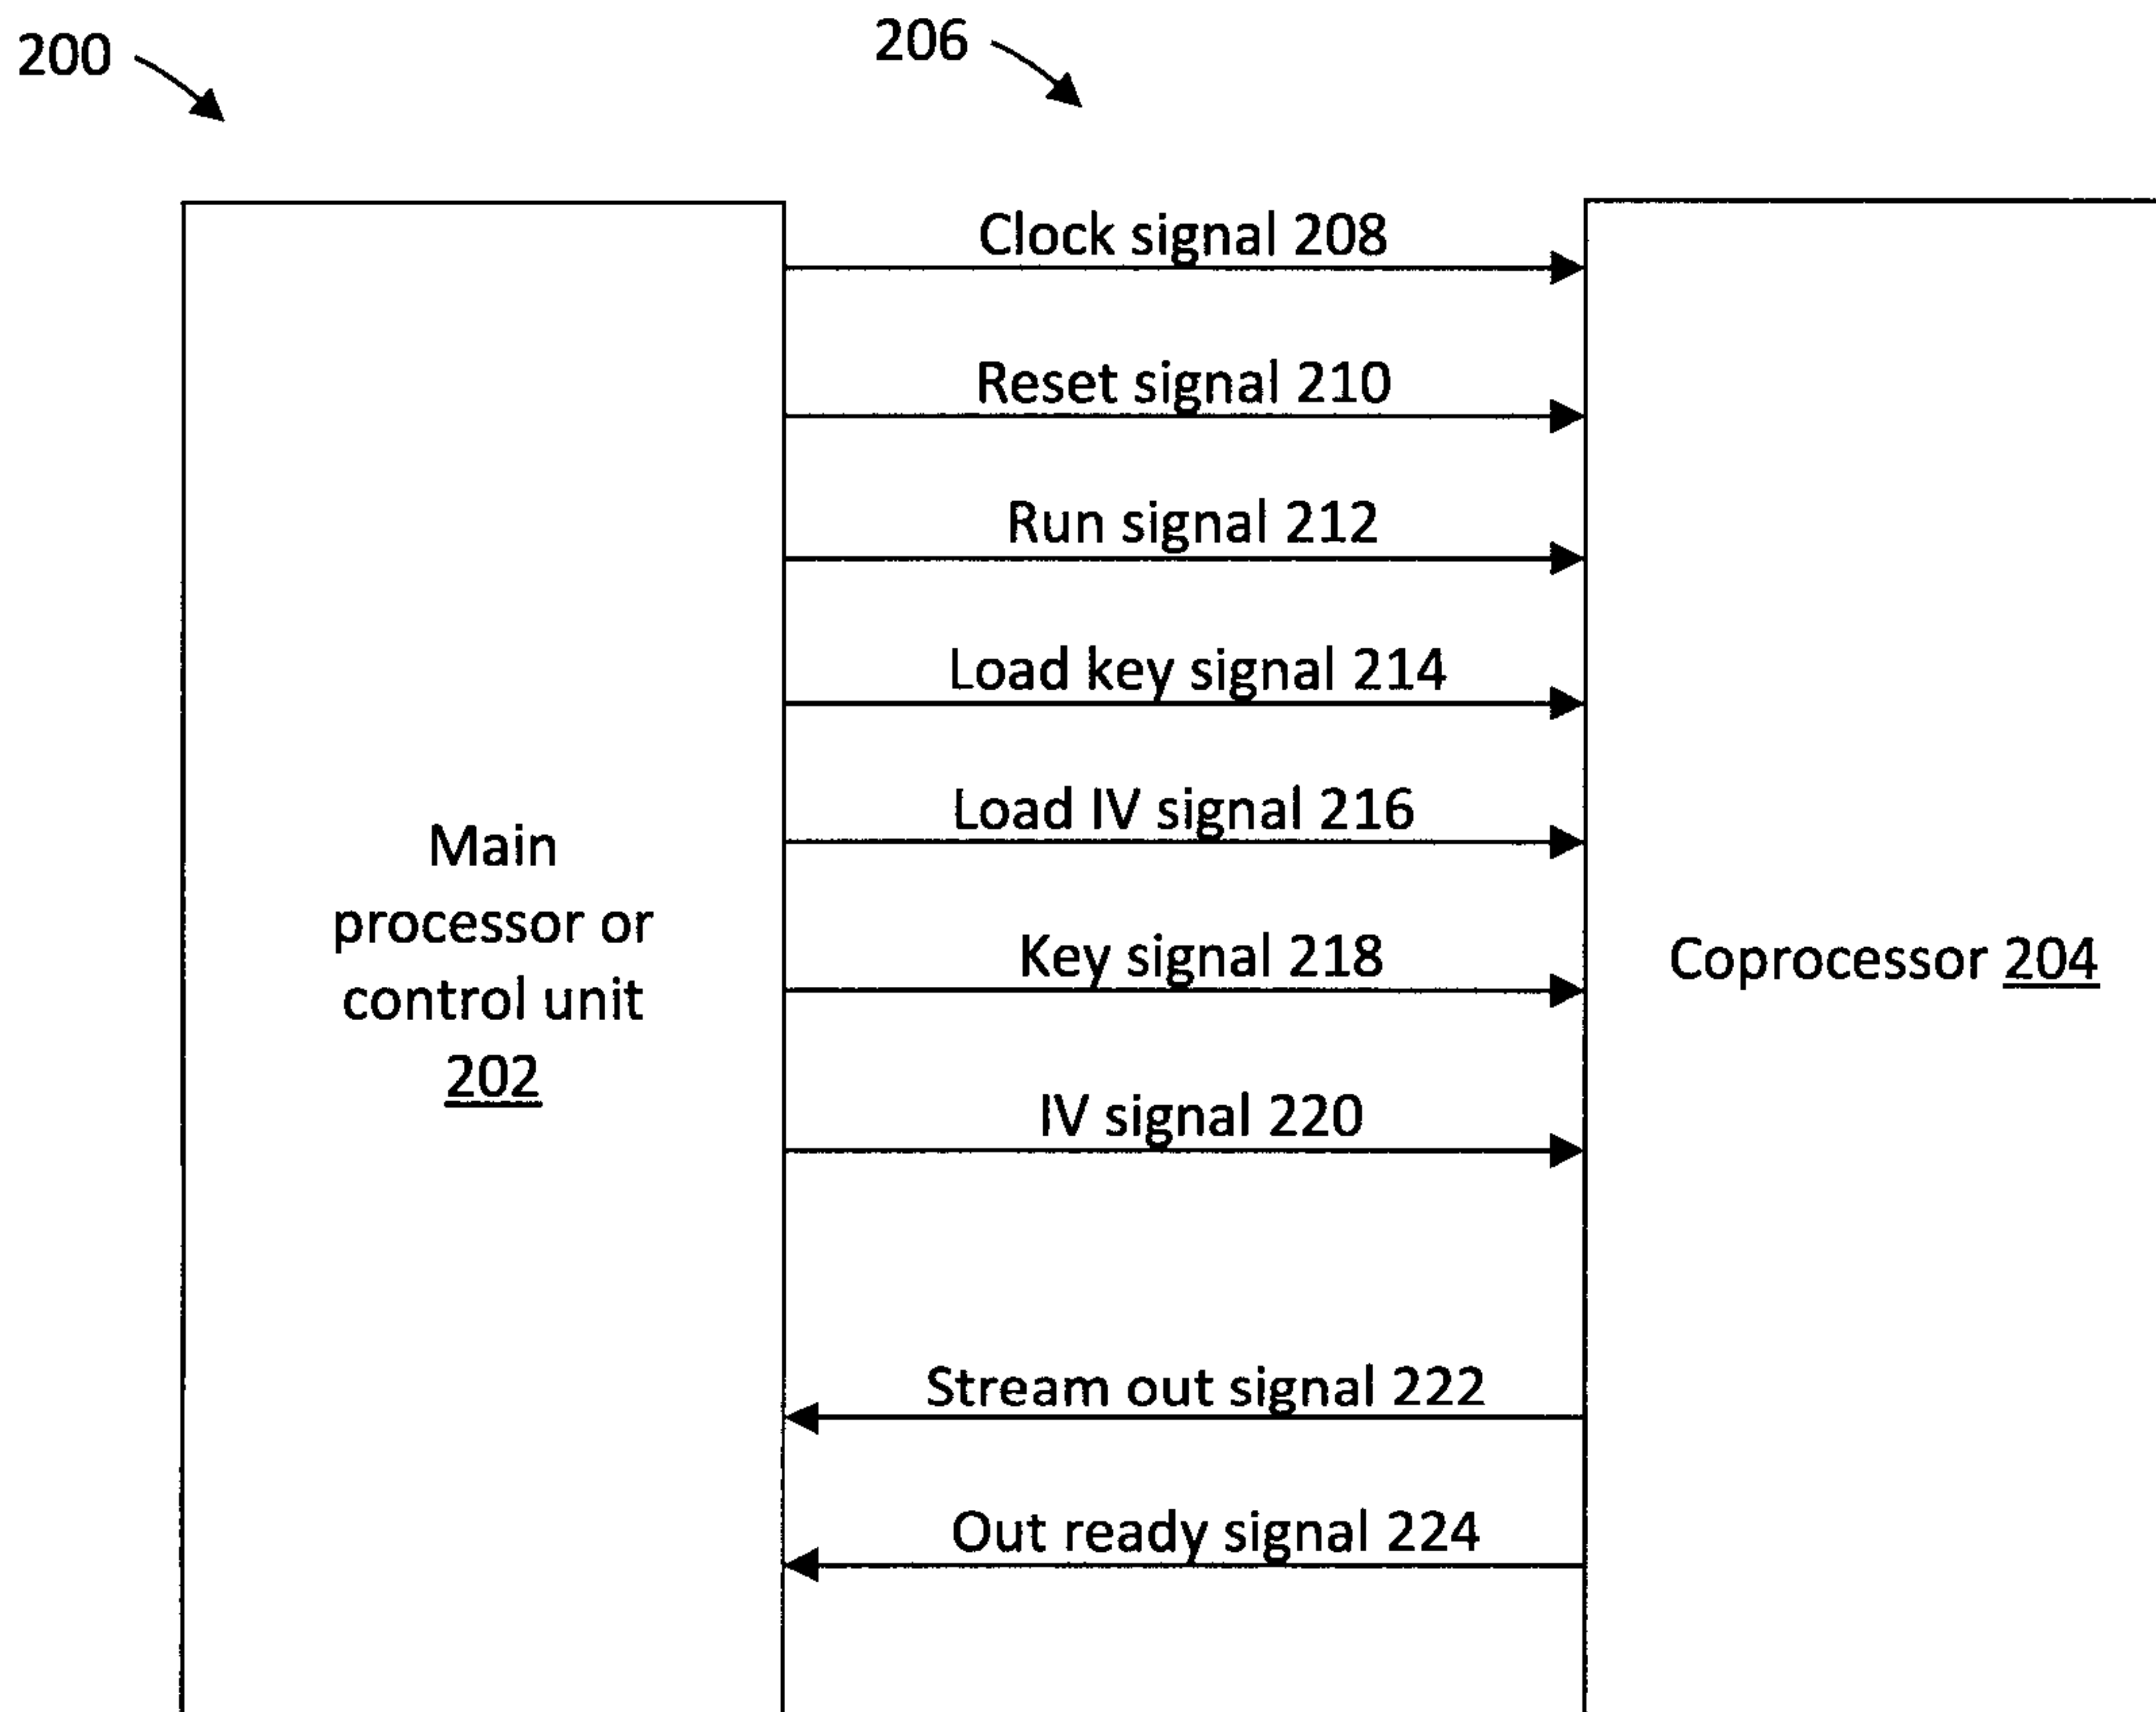 200
206
Clock signal 208
Reset signal 210
Run signal 212
Load key signal 214
Load IV signal 216
Main
processor or
control unit
202
Key signal 218
Coprocessor 204
IV signal 220
Stream out signal 222
Out ready signal 224